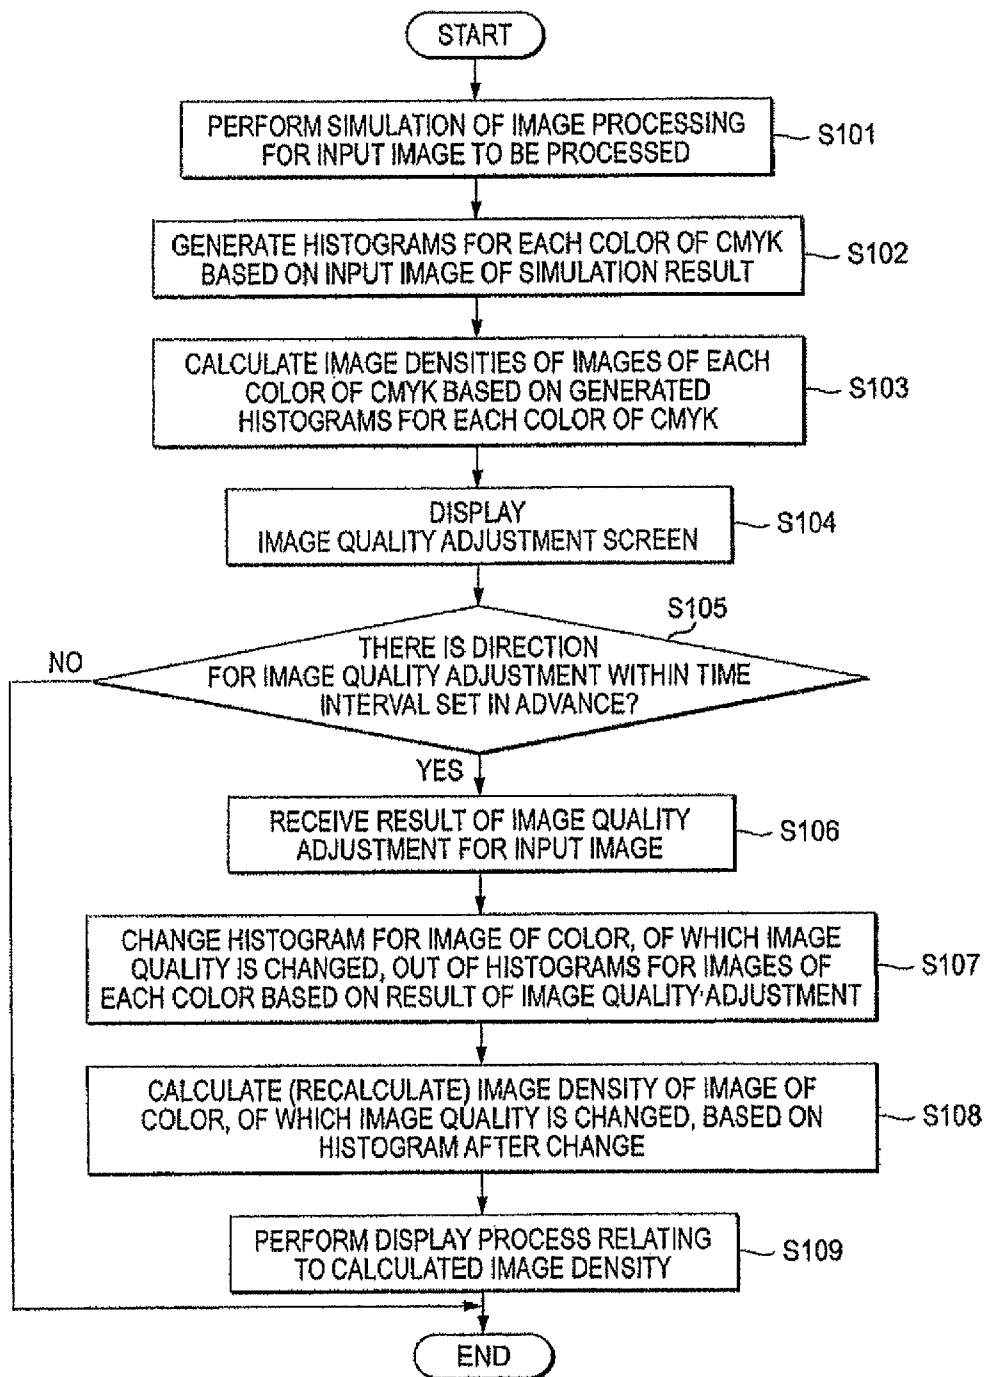 START
PERFORM SIMULATION OF IMAGE PROCESSING
FOR INPUT IMAGE TO BE PROCESSED
S101
GENERATE HISTOGRAMS FOR EACH COLOR OF CMYK
BASED ON INPUT IMAGE OF SIMULATION RESULT
S102
CALCULATE IMAGE DENSITIES OF IMAGES OF EACH
COLOR OF CMYK BASED ON GENERATED
HISTOGRAMS FOR EACH COLOR OF CMYK
S103
DISPLAY
IMAGE QUALITY ADJUSTMENT SCREEN
S104
S105
THERE IS DIRECTION
FOR IMAGE QUALITY ADJUSTMENT WITHIN TIME
INTERVAL SET IN ADVANCE?
NO
YES
RECEIVE RESULT OF IMAGE QUALITY
ADJUSTMENT FOR INPUT IMAGE
S106
CHANGE HISTOGRAM FOR IMAGE OF COLOR, OF WHICH IMAGE
QUALITY IS CHANGED, OUT OF HISTOGRAMS FOR IMAGES OF
EACH COLOR BASED ON RESULT OF IMAGE QUALITY ADJUSTMENT
S107
CALCULATE (RECALCULATE) IMAGE DENSITY OF IMAGE OF
COLOR, OF WHICH IMAGE QUALITY IS CHANGED, BASED ON
HISTOGRAM AFTER CHANGE
S108
PERFORM DISPLAY PROCESS RELATING
TO CALCULATED IMAGE DENSITY
S109
END